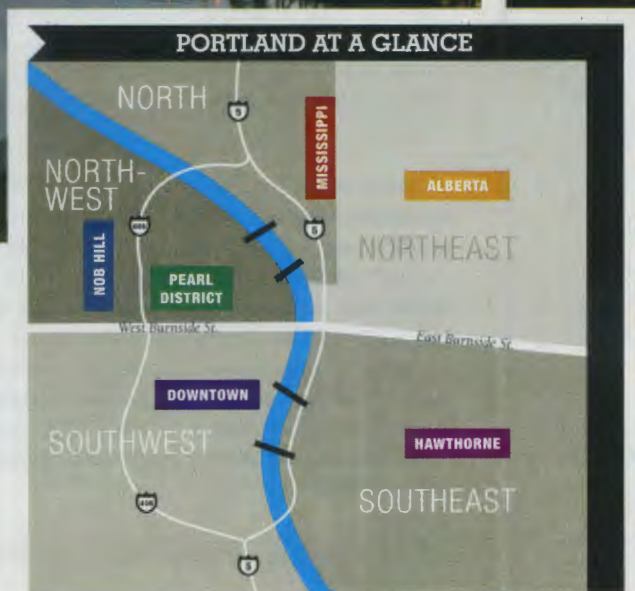 PORTLAND AT A GLANCE
NORTH
5
MISSISSIPPI
NORTH-
WEST
ALBERTA
405
5
NORTHEAST
NOB HILL
PEARL
DISTRICT
West Burnside St.
East Burnside St.
DOWNTOWN
SOUTHWEST
HAWTHORNE
SOUTHEAST
405
5